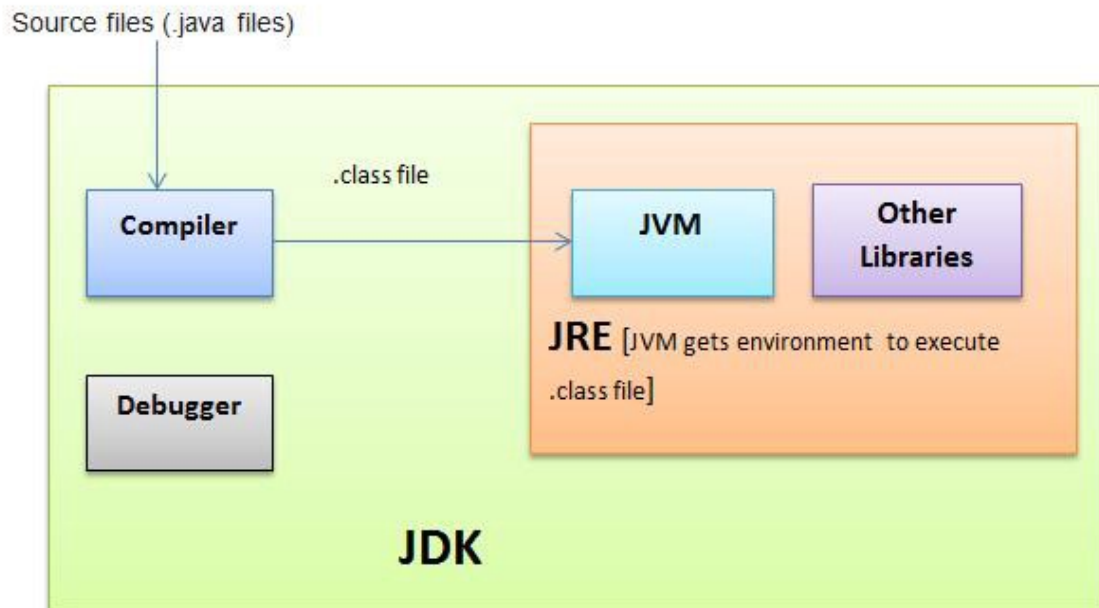 Source files (.java files)
.class file
Compiler
JVM
Other
Libraries
JRE [JVM gets environment to execute
.class file]
Debugger
JDK